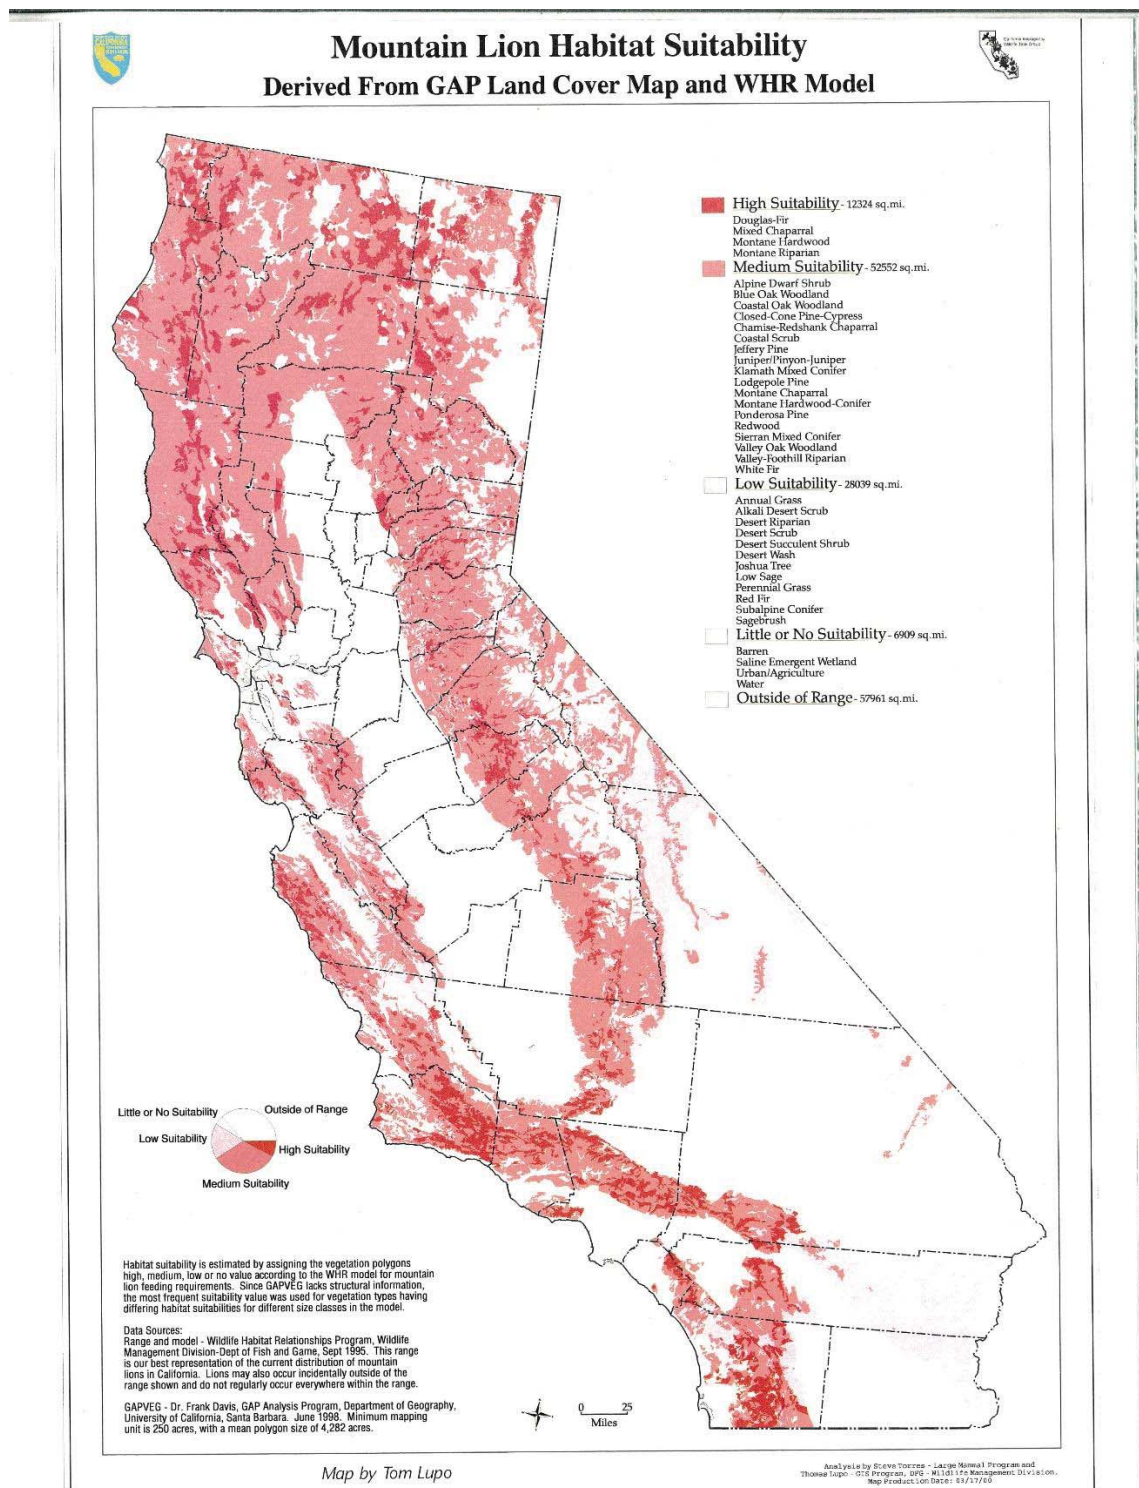 Mountain Lion Habitat Suitability
Derived From GAP Land Cover Map and WHR Model
High Suitability - 12324 sq.mi.
Douglas-Fir
Mixed Chaparral
Montane Hardwood
Montane Riparian
Medium Suitability - 52552 sq.mi.
Alpine Dwarf Shrub
Blue Oak Woodland
Coastal Oak Woodland
Closed-Cone Pine-Cypress
Chamise-Redshank Chaparral
Coastal Scrub
Jeffery Pine
Juniper/Pinyon-Juniper
Klamath Mixed Conifer
Lodgepole Pine
Montane Chaparral
Montane Hardwood-Conifer
Ponderosa Pine
Redwood
Sierran Mixed Conifer
Valley Oak Woodland
Valley-Foothill Riparian
White Fir
Low Suitability - 28039 sq.mi.
Annual Grass
Alkali Desert Scrub
Desert Riparian
Desert Scrub
Desert Succulent Shrub
Desert Wash
Joshua Tree
Low Sage
Perennial Grass
Red Fir
Subalpine Conifer
Sagebrush
Little or No Suitability - 6909 sq.mi.
Barren
Saline Emergent Wetland
Urban/Agriculture
Water
Outside of Range - 57961 sq.mi.
Little or No Suitability
Outside of Range
Low Suitability
High Suitability
Medium Suitability
Habitat suitability is estimated by assigning the vegetation polygons
high, medium, low or no value according to the WHR model for mountain
lion feeding requirements. Since GAPVEG lacks structural information,
the most frequent suitability value was used for vegetation types having
differing habitat suitabilities for different size classes in the model.
Data Sources:
Range and model - Wildlife Habitat Relationships Program, Wildlife
Management Division-Dept of Fish and Game, Sept 1995. This range
is our best representation of the current distribution of mountain
lions in California. Lions may also occur incidentally outside of the
range shown and do not regularly occur everywhere within the range.
GAPVEG - Dr. Frank Davis, GAP Analysis Program, Department of Geography,
University of California, Santa Barbara. June 1998. Minimum mapping
unit is 250 acres, with a mean polygon size of 4,282 acres.
0 25
Miles
Map by Tom Lupo
Analysis by Steve Torres - Large Mammal Program and
Thomas Lupo - GIS Program, DFG - Wildlife Management Division.
Map Production Date: 03/17/00